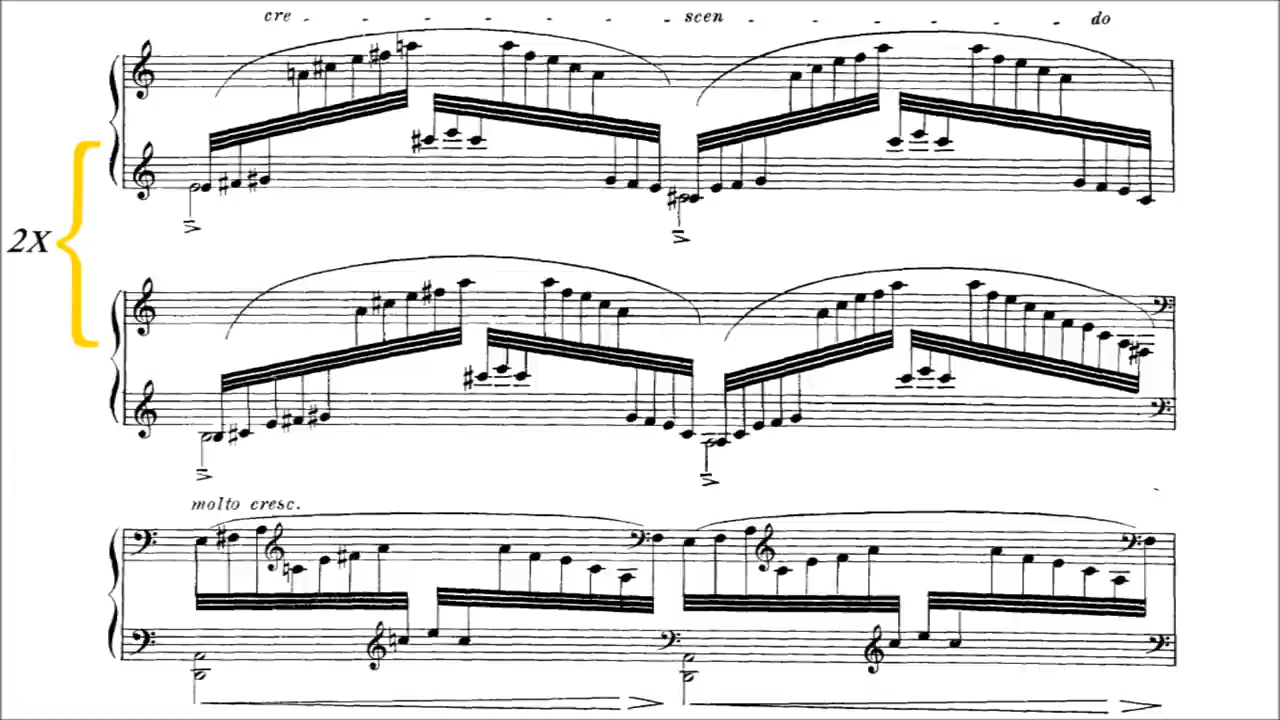 cre - - - - scen - - - - do
2X
molto cresc.